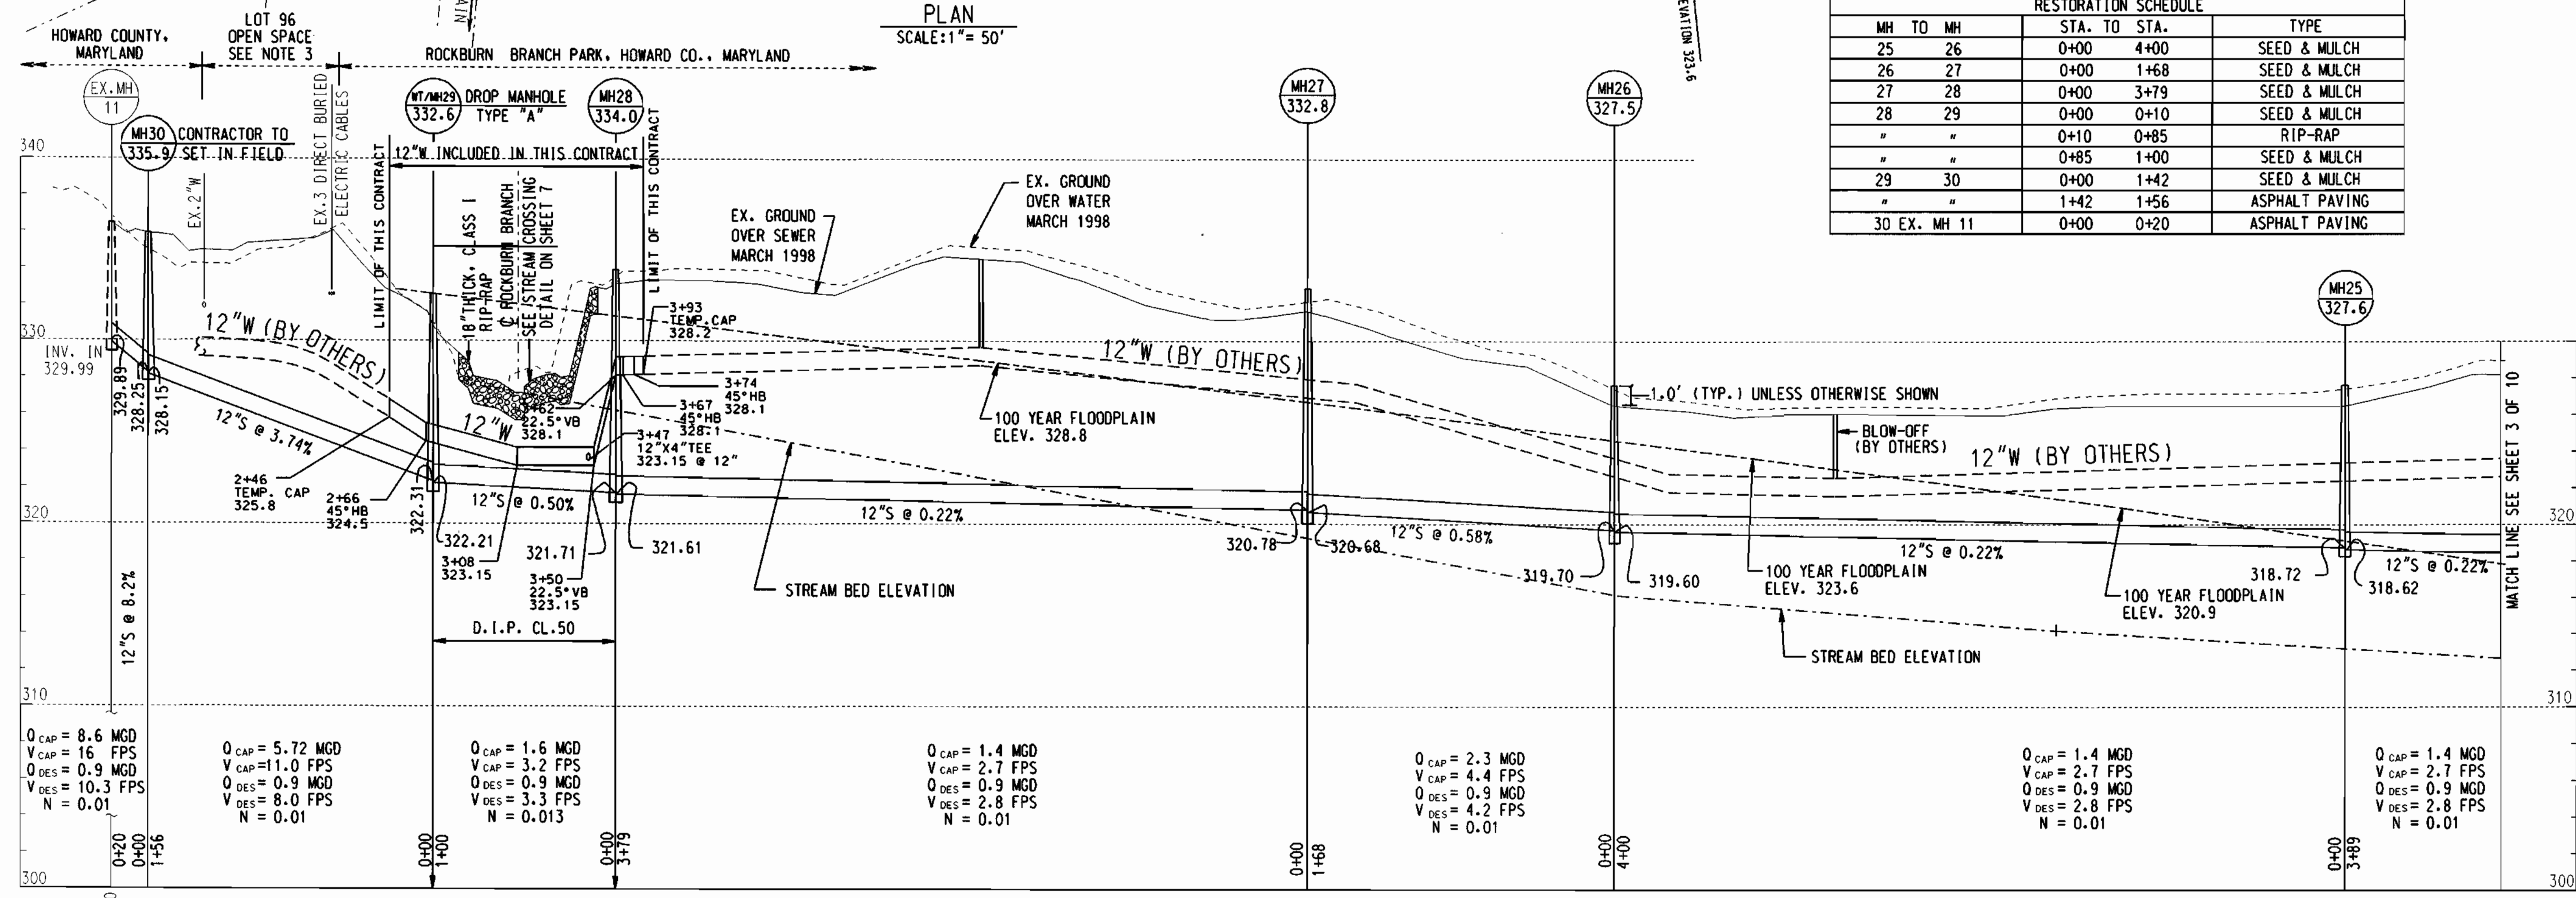 PLAN
SCALE:1"= 50'
EVATION 323.6
RESTORATION SCHEDULE
MH TO MH STA. TO STA. TYPE
25 26 0+00 4+00 SEED & MULCH
26 27 0+00 1+68 SEED & MULCH
27 28 0+00 3+79 SEED & MULCH
28 29 0+00 0+10 SEED & MULCH
" " 0+10 0+85 RIP-RAP
" " 0+85 1+00 SEED & MULCH
29 30 0+00 1+42 SEED & MULCH
" " 1+42 1+56 ASPHALT PAVING
30 EX. MH 11 0+00 0+20 ASPHALT PAVING
HOWARD COUNTY,
MARYLAND
LOT 96
OPEN SPACE
SEE NOTE 3
ROCKBURN BRANCH PARK, HOWARD CO., MARYLAND
EX.MH
11
MH30
335.9
CONTRACTOR TO
SET IN FIELD
EX.2"W
EX.3 DIRECT BURIED
ELECTRIC CABLES
WT/MH29
332.6
DROP MANHOLE
TYPE "A"
MH28
334.0
MH27
332.8
MH26
327.5
MH25
327.6
340
330
320
310
300
LIMIT OF THIS CONTRACT
12"W INCLUDED IN THIS CONTRACT
LIMIT OF THIS CONTRACT
18"THICK, CLASS I
RIP-RAP
℄ ROCKBURN BRANCH
SEE STREAM CROSSING
DETAIL ON SHEET 7
EX. GROUND
OVER SEWER
MARCH 1998
EX. GROUND
OVER WATER
MARCH 1998
INV. IN
329.99
329.89
328.25
328.15
12"W (BY OTHERS)
12"S @ 3.74%
12"S @ 8.2%
2+46
TEMP. CAP
325.8
2+66
45°HB
324.5
322.31
322.21
12"W
3+62
22.5°VB
328.1
3+93
TEMP.CAP
328.2
3+74
45°HB
328.1
3+67
45°HB
328.1
3+47
12"X4"TEE
323.15 @ 12"
12"S @ 0.50%
3+08
323.15
3+50
22.5°VB
323.15
321.71
321.61
D.I.P. CL.50
12"S @ 0.22%
STREAM BED ELEVATION
100 YEAR FLOODPLAIN
ELEV. 328.8
12"W (BY OTHERS)
320.78
320.68
12"S @ 0.58%
319.70
319.60
1.0' (TYP.) UNLESS OTHERWISE SHOWN
BLOW-OFF
(BY OTHERS)
12"W (BY OTHERS)
100 YEAR FLOODPLAIN
ELEV. 323.6
12"S @ 0.22%
100 YEAR FLOODPLAIN
ELEV. 320.9
STREAM BED ELEVATION
318.72
318.62
12"S @ 0.22%
MATCH LINE SEE SHEET 3 OF 10
320
310
300
Q CAP = 8.6 MGD
V CAP = 16 FPS
Q DES = 0.9 MGD
V DES = 10.3 FPS
N = 0.01
Q CAP = 5.72 MGD
V CAP =11.0 FPS
Q DES = 0.9 MGD
V DES = 8.0 FPS
N = 0.01
Q CAP = 1.6 MGD
V CAP = 3.2 FPS
Q DES = 0.9 MGD
V DES = 3.3 FPS
N = 0.013
Q CAP = 1.4 MGD
V CAP = 2.7 FPS
Q DES = 0.9 MGD
V DES = 2.8 FPS
N = 0.01
Q CAP = 2.3 MGD
V CAP = 4.4 FPS
Q DES = 0.9 MGD
V DES = 4.2 FPS
N = 0.01
Q CAP = 1.4 MGD
V CAP = 2.7 FPS
Q DES = 0.9 MGD
V DES = 2.8 FPS
N = 0.01
Q CAP = 1.4 MGD
V CAP = 2.7 FPS
Q DES = 0.9 MGD
V DES = 2.8 FPS
N = 0.01
0+20
0+00
1+56
0+00
1+00
0+00
3+79
0+00
1+68
0+00
4+00
0+00
3+89